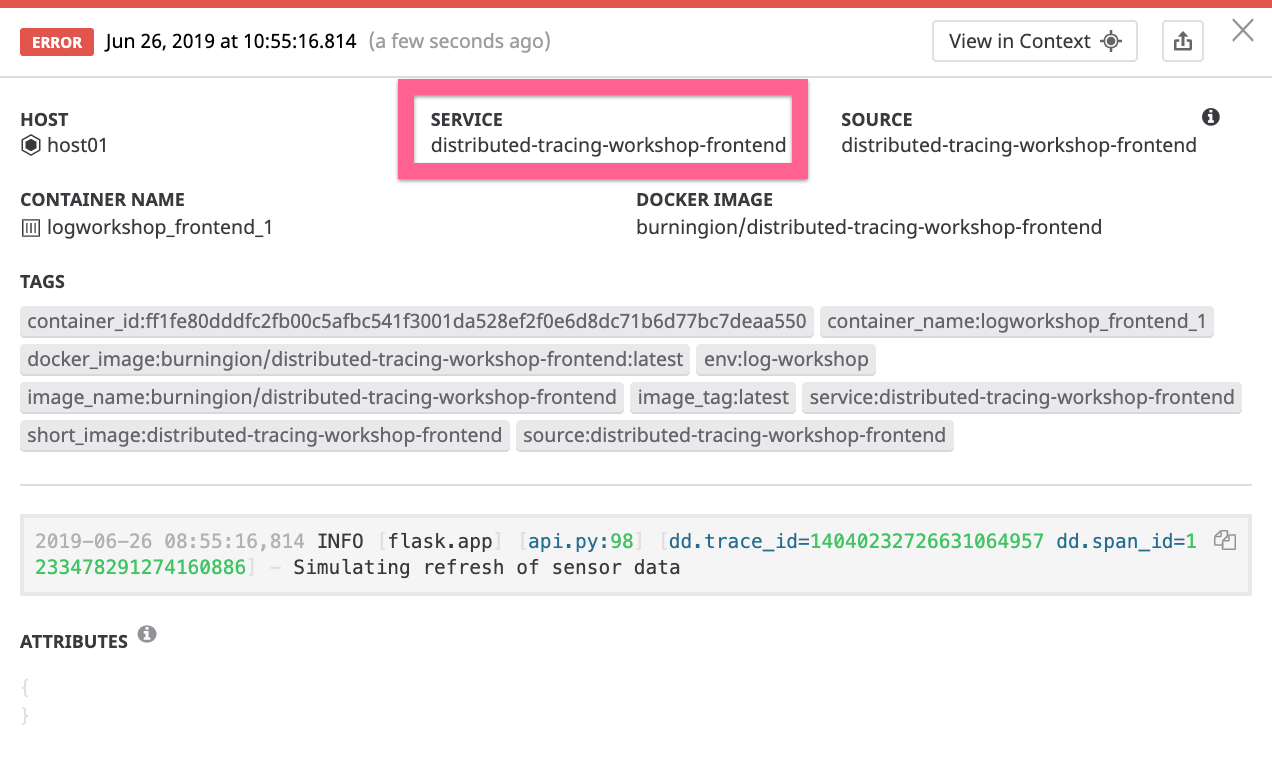 ERROR Jun 26, 2019 at 10:55:16.814 (a few seconds ago) View in Context
HOST SERVICE SOURCE
host01 distributed-tracing-workshop-frontend distributed-tracing-workshop-frontend
CONTAINER NAME DOCKER IMAGE
logworkshop_frontend_1 burningion/distributed-tracing-workshop-frontend
TAGS
container_id:ff1fe80dddfc2fb00c5afbc541f3001da528ef2f0e6d8dc71b6d77bc7deaa550 container_name:logworkshop_frontend_1
docker_image:burningion/distributed-tracing-workshop-frontend:latest env:log-workshop
image_name:burningion/distributed-tracing-workshop-frontend image_tag:latest service:distributed-tracing-workshop-frontend
short_image:distributed-tracing-workshop-frontend source:distributed-tracing-workshop-frontend
2019-06-26 08:55:16,814 INFO [flask.app] [api.py:98] [dd.trace_id=14040232726631064957 dd.span_id=1
2334782912741608​86] - Simulating refresh of sensor data
ATTRIBUTES
{
}